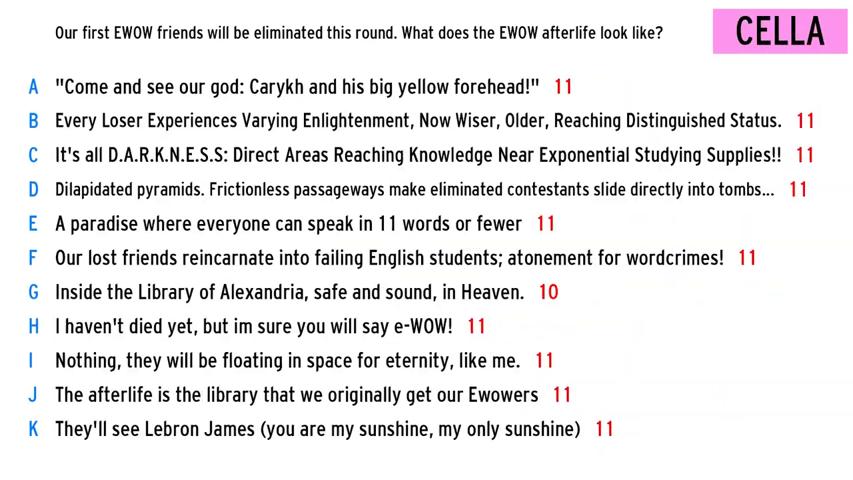 Our first EWOW friends will be eliminated this round. What does the EWOW afterlife look like?
CELLA
A "Come and see our god: Carykh and his big yellow forehead!" 11
B Every Loser Experiences Varying Enlightenment, Now Wiser, Older, Reaching Distinguished Status. 11
C It's all D.A.R.K.N.E.S.S: Direct Areas Reaching Knowledge Near Exponential Studying Supplies!! 11
D Dilapidated pyramids. Frictionless passageways make eliminated contestants slide directly into tombs... 11
E A paradise where everyone can speak in 11 words or fewer 11
F Our lost friends reincarnate into failing English students; atonement for wordcrimes! 11
G Inside the Library of Alexandria, safe and sound, in Heaven. 10
H I haven't died yet, but im sure you will say e-WOW! 11
I Nothing, they will be floating in space for eternity, like me. 11
J The afterlife is the library that we originally get our Ewowers 11
K They'll see Lebron James (you are my sunshine, my only sunshine) 11